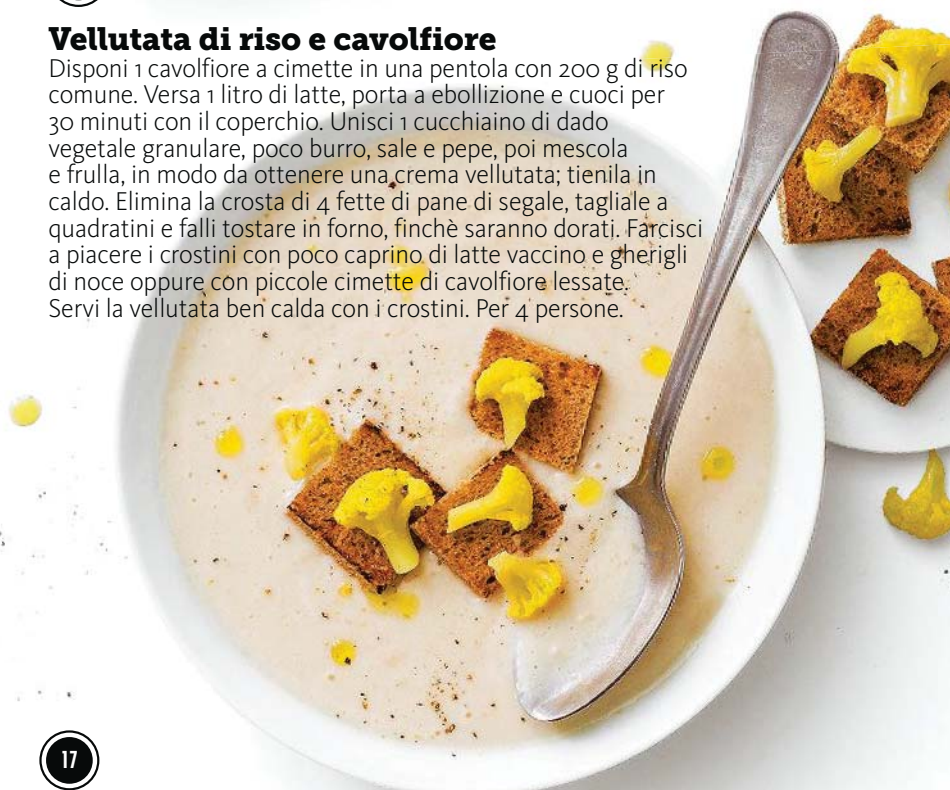 Vellutata di riso e cavolfiore
Disponi 1 cavolfiore a cimette in una pentola con 200 g di riso
comune. Versa 1 litro di latte, porta a ebollizione e cuoci per
30 minuti con il coperchio. Unisci 1 cucchiaino di dado
vegetale granulare, poco burro, sale e pepe, poi mescola
e frulla, in modo da ottenere una crema vellutata; tienila in
caldo. Elimina la crosta di 4 fette di pane di segale, tagliale a
quadratini e falli tostare in forno, finchè saranno dorati. Farcisci
a piacere i crostini con poco caprino di latte vaccino e gherigli
di noce oppure con piccole cimette di cavolfiore lessate.
Servi la vellutata ben calda con i crostini. Per 4 persone.
17